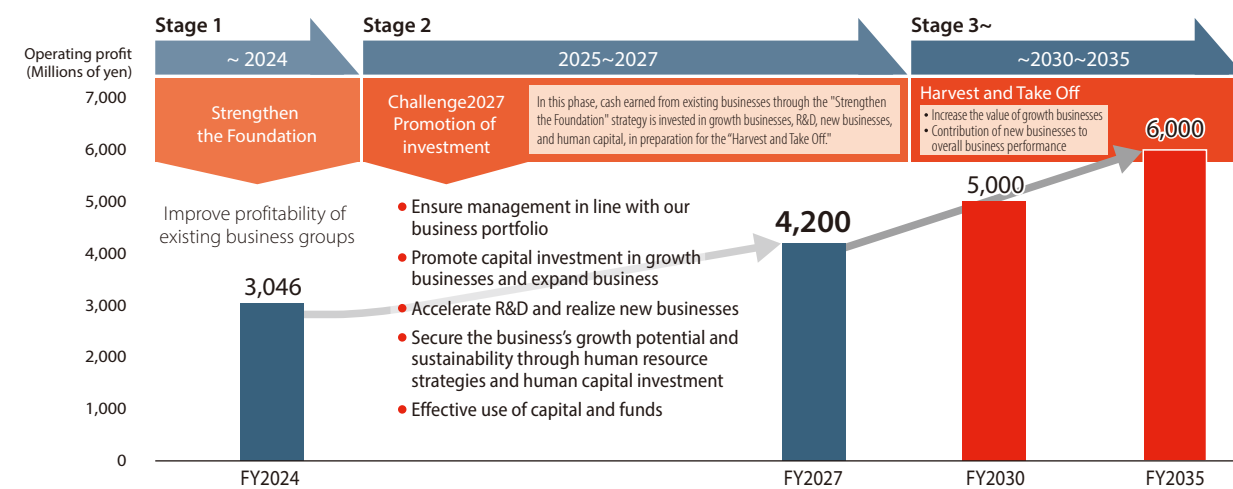 Stage 1
Stage 2
Stage 3~
Operating profit
(Millions of yen)
~ 2024
2025~2027
~2030~2035
Strengthen
the Foundation
Challenge2027
Promotion of
investment
In this phase, cash earned from existing businesses through the "Strengthen
the Foundation" strategy is invested in growth businesses, R&D, new businesses,
and human capital, in preparation for the “Harvest and Take Off."
Harvest and Take Off
• Increase the value of growth businesses
• Contribution of new businesses to
overall business performance
7,000
6,000
5,000
4,000
3,000
2,000
1,000
0
Improve profitability of
existing business groups
● Ensure management in line with our
business portfolio
● Promote capital investment in growth
businesses and expand business
● Accelerate R&D and realize new businesses
● Secure the business’s growth potential and
sustainability through human resource
strategies and human capital investment
● Effective use of capital and funds
3,046
4,200
5,000
6,000
FY2024
FY2027
FY2030
FY2035